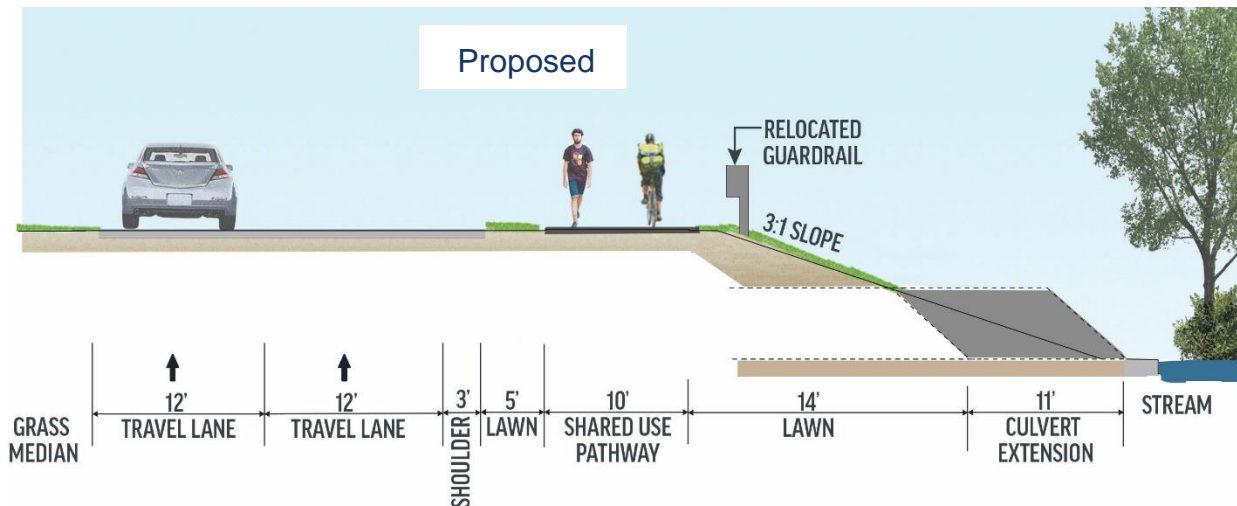 Proposed
RELOCATED
GUARDRAIL
3:1 SLOPE
12'
12'
3'
5'
10'
14'
11'
GRASS
MEDIAN
TRAVEL LANE
TRAVEL LANE
SHOULDER
LAWN
SHARED USE
PATHWAY
LAWN
CULVERT
EXTENSION
STREAM